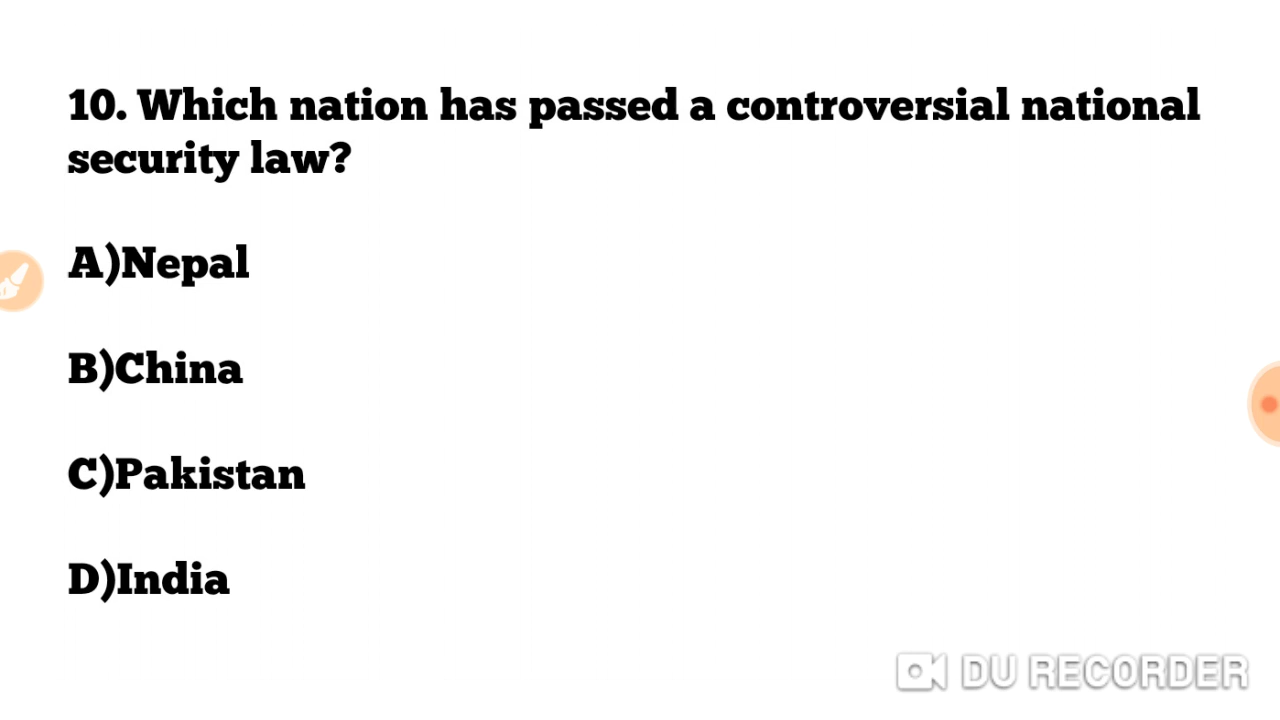 10. Which nation has passed a controversial national
security law?
A)Nepal
B)China
C)Pakistan
D)India
DU RECORDER